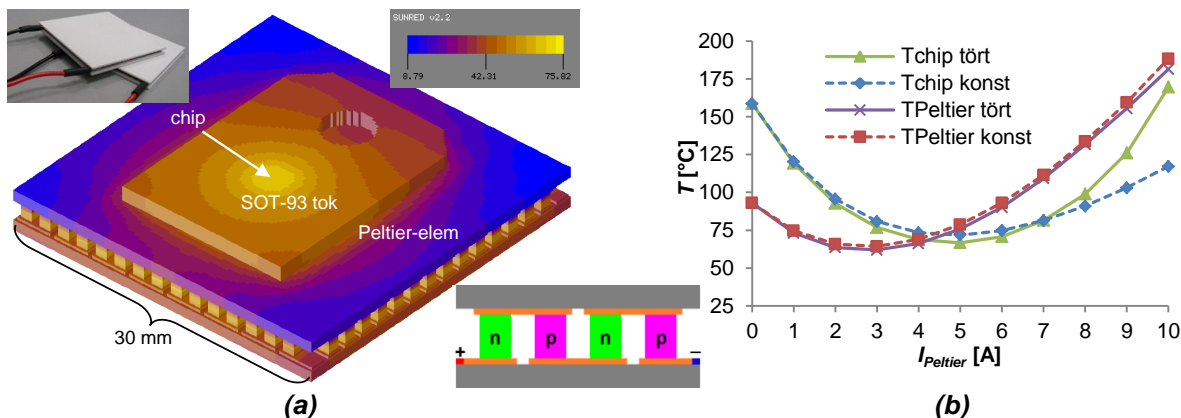 SUNRED v2.2
8.79 42.31 75.82
chip
SOT-93 tok
Peltier-elem
30 mm
+ n p n p –
(a)
200
175
150
125
100
75
50
25
T [°C]
Tchip tört
Tchip konst
TPeltier tört
TPeltier konst
0 1 2 3 4 5 6 7 8 9 10
I Peltier [A]
(b)